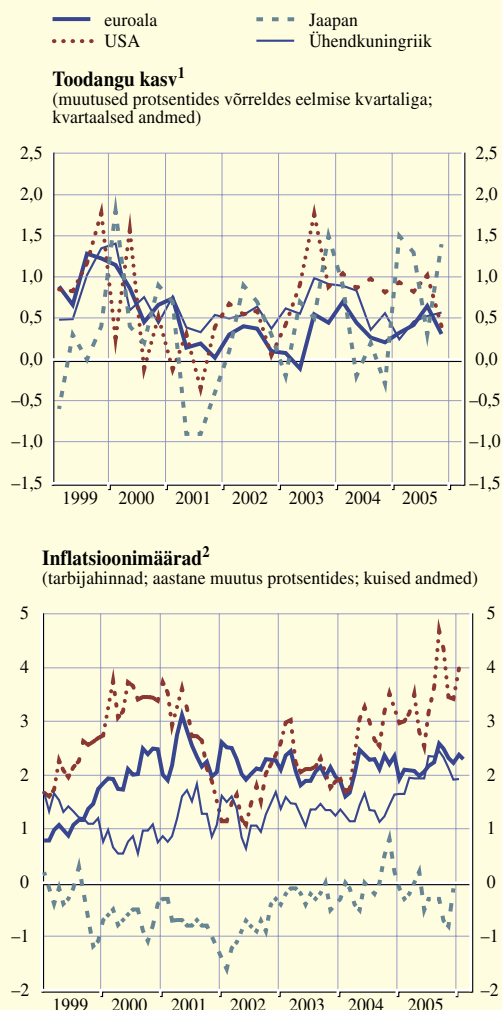 euroala Jaapan
USA Ühendkuningriik
Toodangu kasv1
(muutused protsentides võrreldes eelmise kvartaliga;
kvartaalsed andmed)
2,5 2,5
2,0 2,0
1,5 1,5
1,0 1,0
0,5 0,5
0,0 0,0
–0,5 –0,5
–1,0 –1,0
–1,5 –1,5
1999 2000 2001 2002 2003 2004 2005
Inflatsioonimäärad2
(tarbijahinnad; aastane muutus protsentides; kuised andmed)
5 5
4 4
3 3
2 2
1 1
0 0
–1 –1
–2 –2
1999 2000 2001 2002 2003 2004 2005